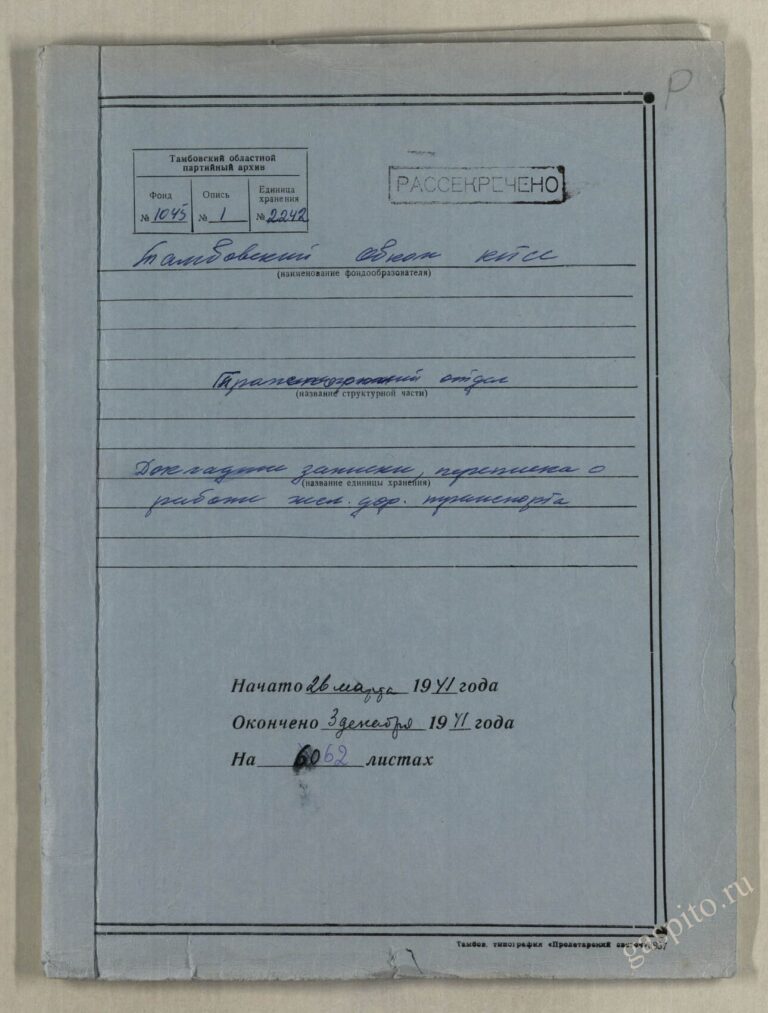 Р
Тамбовский областной
партийный архив
Фонд Опись Единица хранения
№ 1045 № 1 № 2242
РАССЕКРЕЧЕНО
Тамбовский обком КПСС
(наименование фондообразователя)
Транспортный отдел
(название структурной части)
Докладные записки, переписка о
(название единицы хранения)
работе жел. дор. транспорта
Начато 26 марта 1941 года
Окончено 3 декабря 1941 года
На 60 62 листах
Тамбов, типография «Пролетарский
gaspito.ru